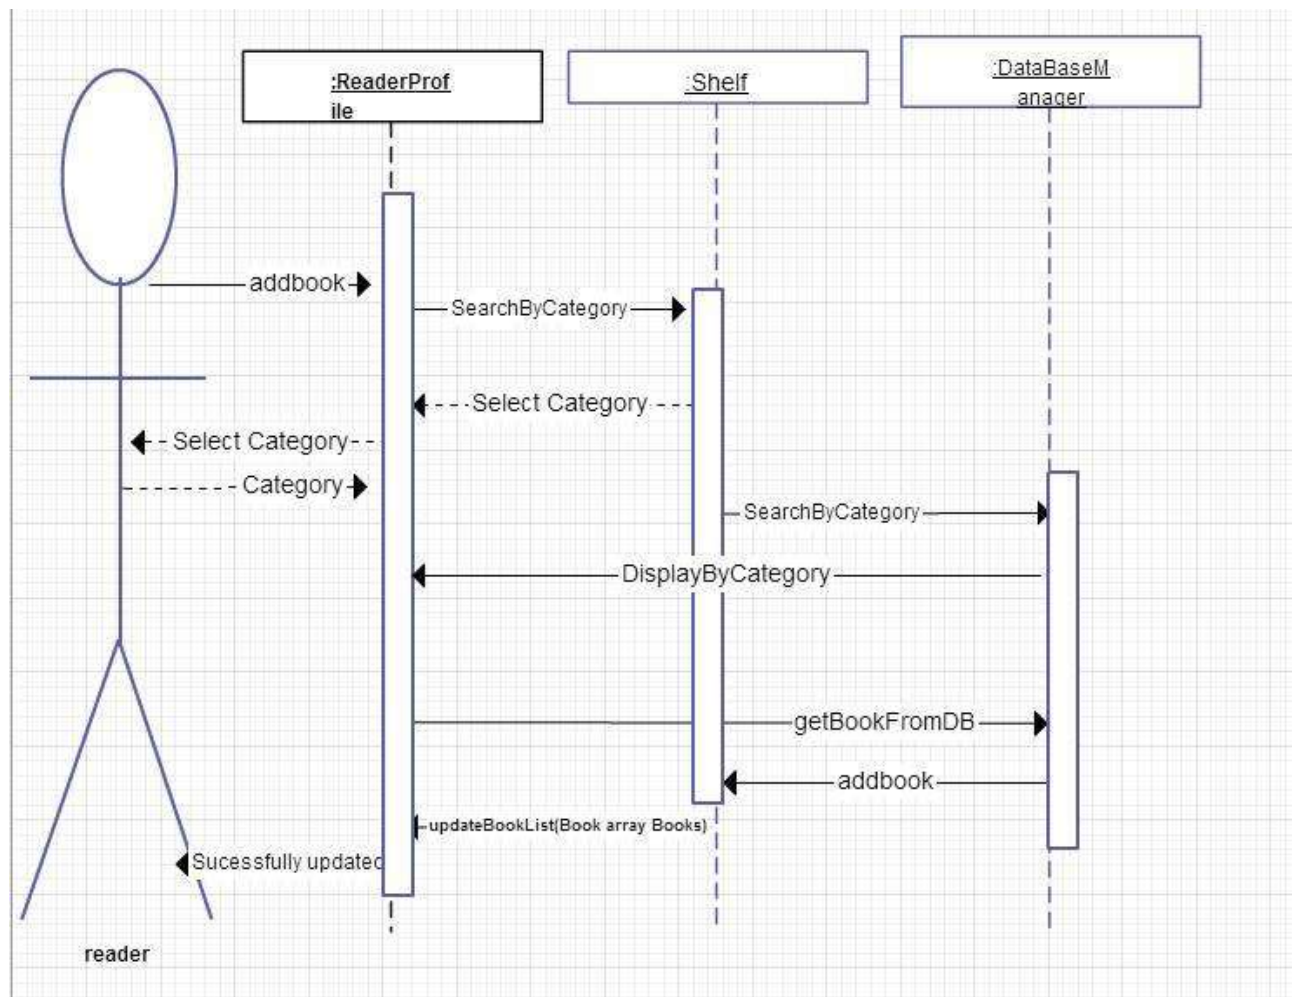 :ReaderProf
ile
:Shelf
:DataBaseM
anager
addbook
SearchByCategory
Select Category
Select Category
Category
SearchByCategory
DisplayByCategory
getBookFromDB
addbook
updateBookList(Book array Books)
Sucessfully updated
reader